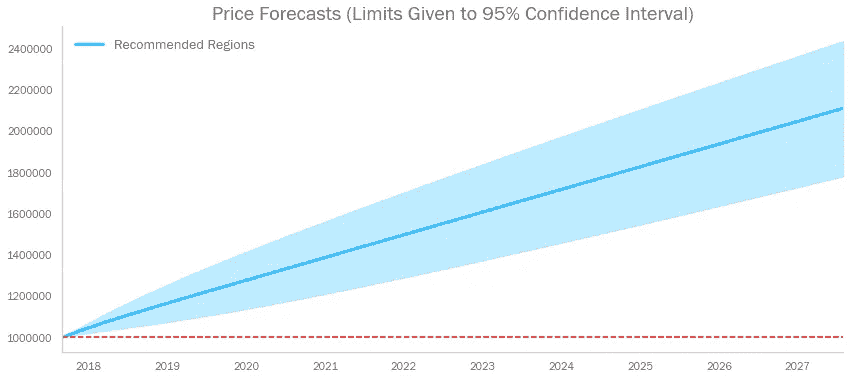 Price Forecasts (Limits Given to 95% Confidence Interval)
Recommended Regions
2400000
2200000
2000000
1800000
1600000
1400000
1200000
1000000
2018 2019 2020 2021 2022 2023 2024 2025 2026 2027